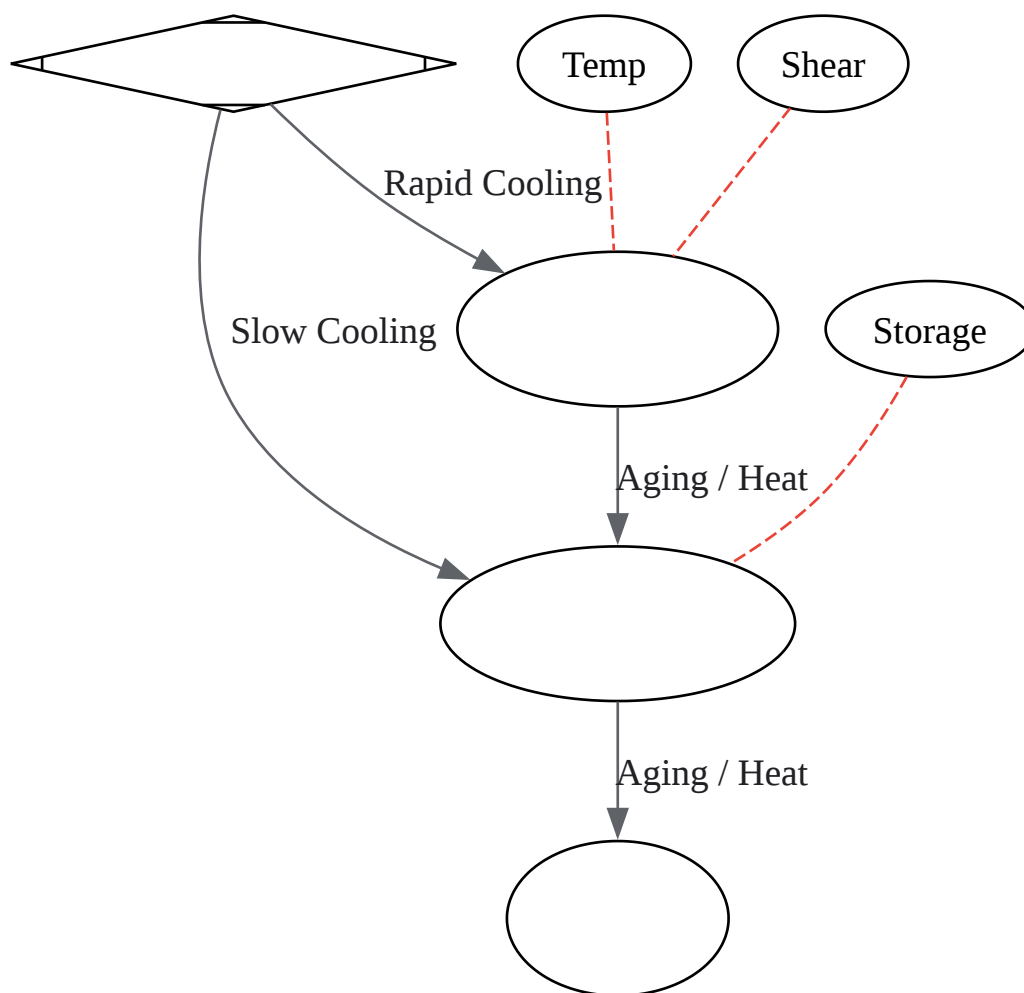 Temp
Shear
Rapid Cooling
Slow Cooling
Storage
Aging / Heat
Aging / Heat